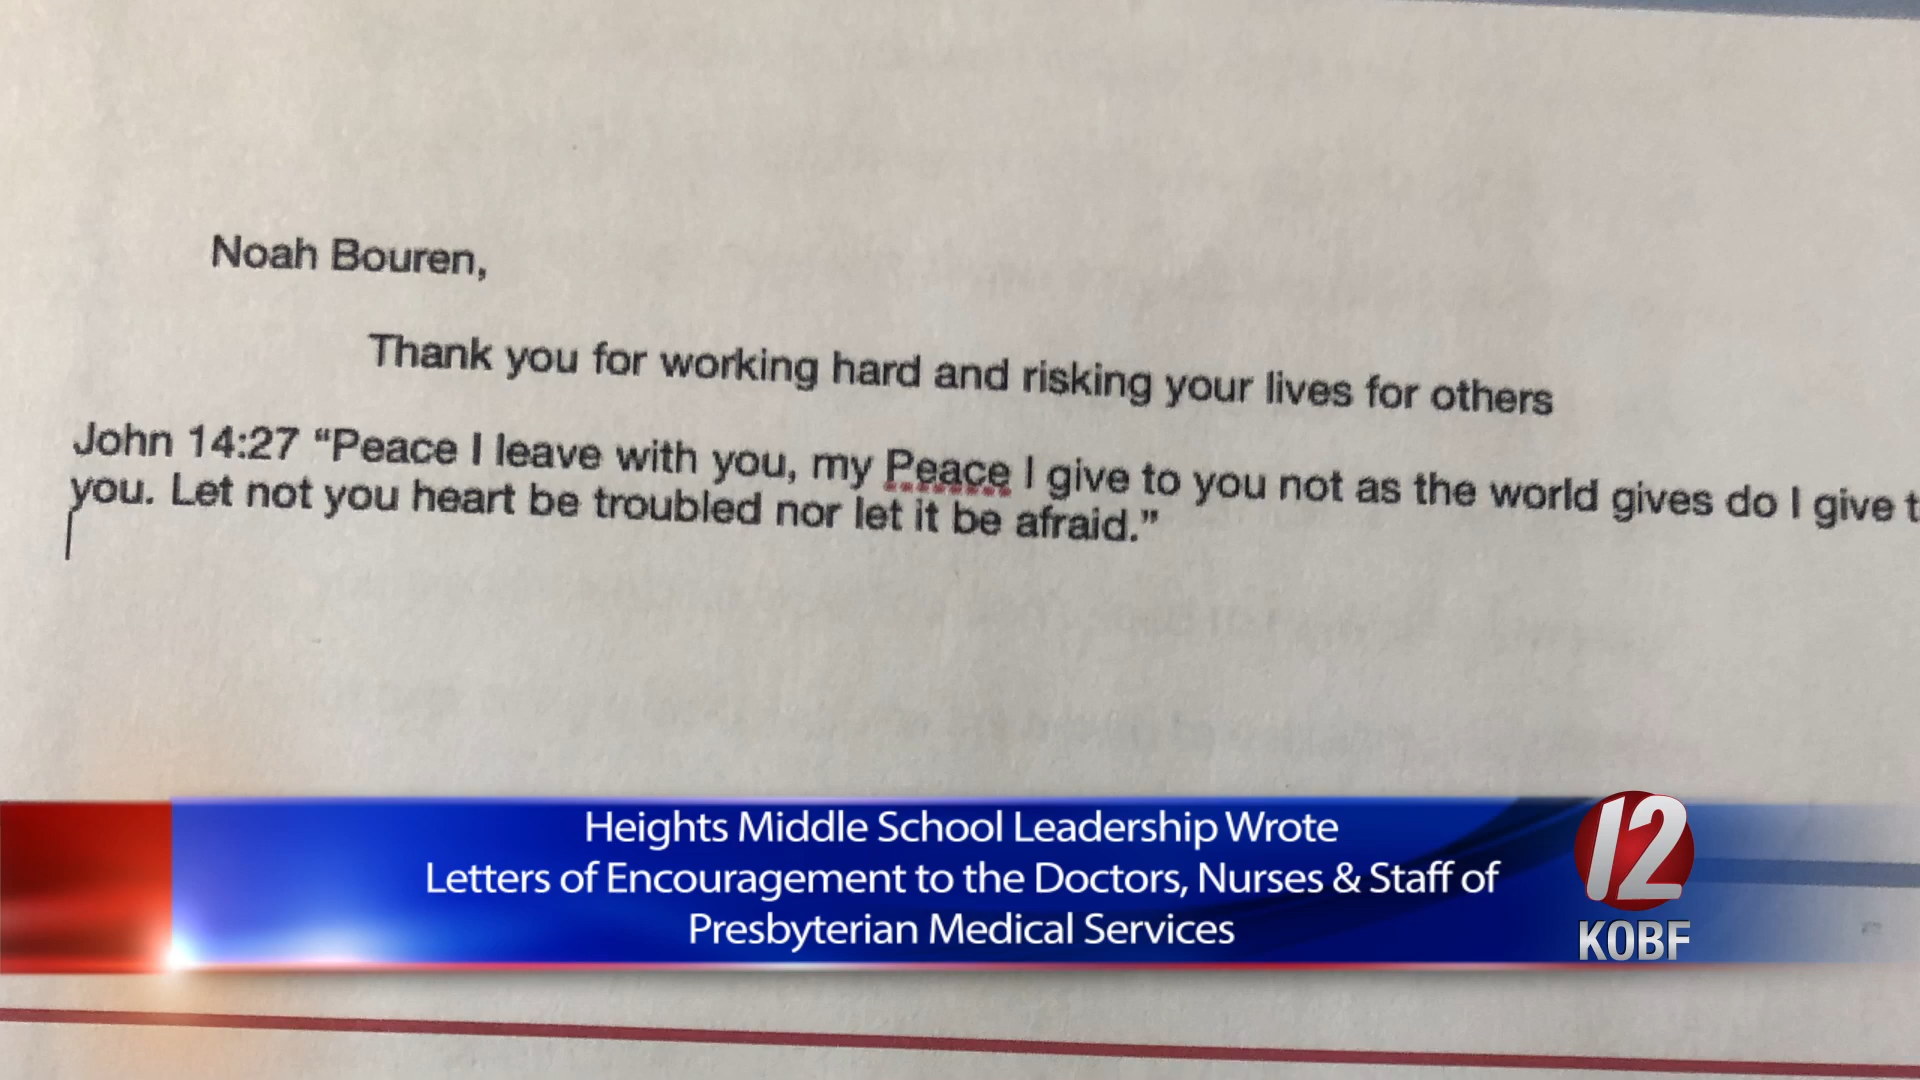 Noah Bouren,
Thank you for working hard and risking your lives for others
John 14:27 “Peace I leave with you, my Peace I give to you not as the world gives do I give t
you. Let not you heart be troubled nor let it be afraid.”
Heights Middle School Leadership Wrote
Letters of Encouragement to the Doctors, Nurses & Staff of
Presbyterian Medical Services
12
KOBF